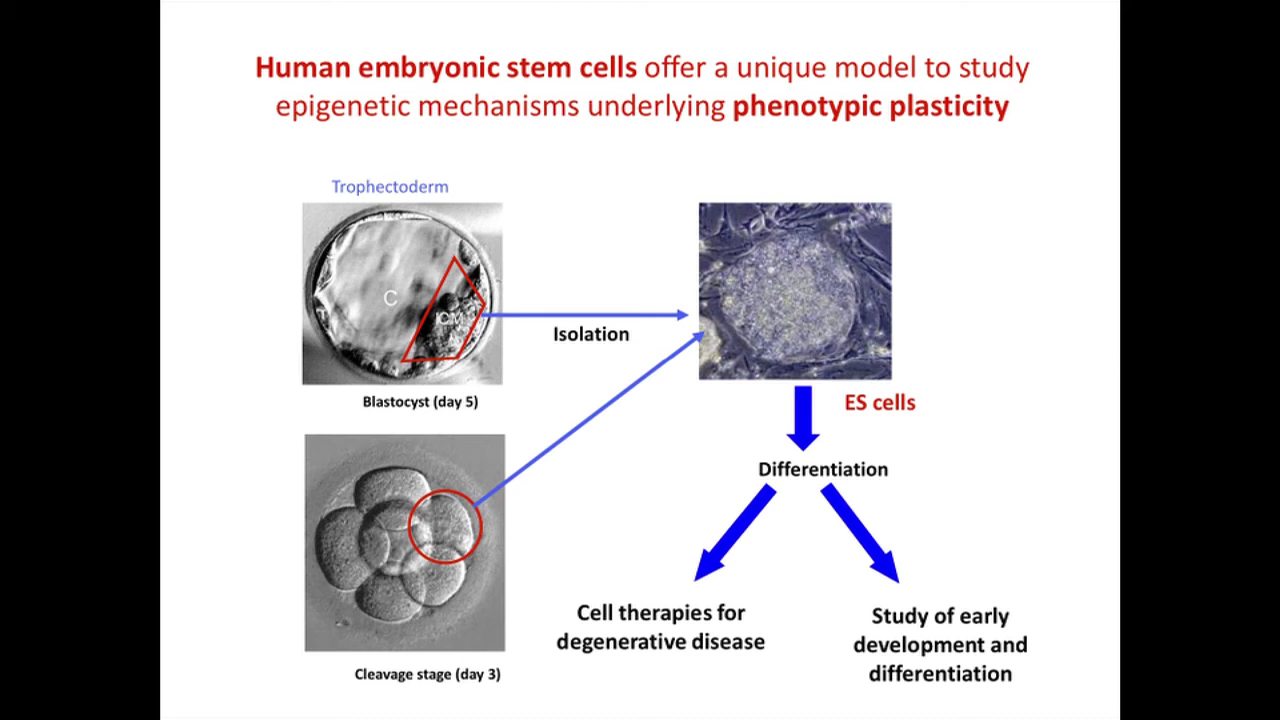 Human embryonic stem cells offer a unique model to study
epigenetic mechanisms underlying phenotypic plasticity
Trophectoderm
C
ICM
Isolation
Blastocyst (day 5)
ES cells
Differentiation
Cell therapies for
degenerative disease
Study of early
development and
differentiation
Cleavage stage (day 3)